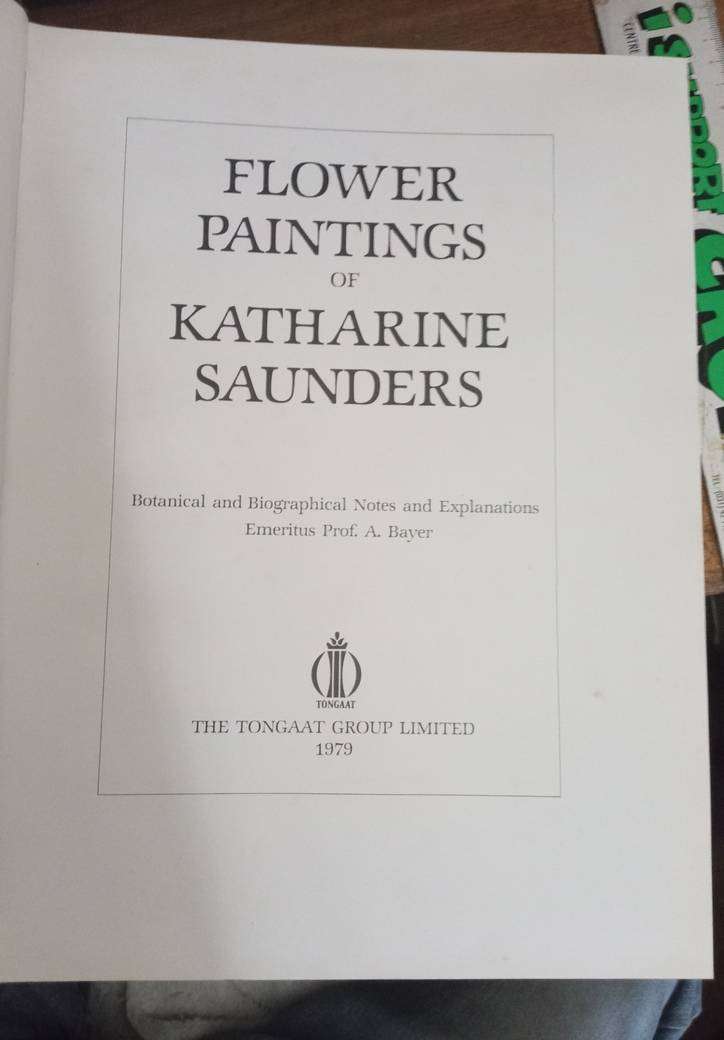 FLOWER
PAINTINGS
OF
KATHARINE
SAUNDERS
Botanical and Biographical Notes and Explanations
Emeritus Prof. A. Bayer
TONGAAT
THE TONGAAT GROUP LIMITED
1979
CENTRE